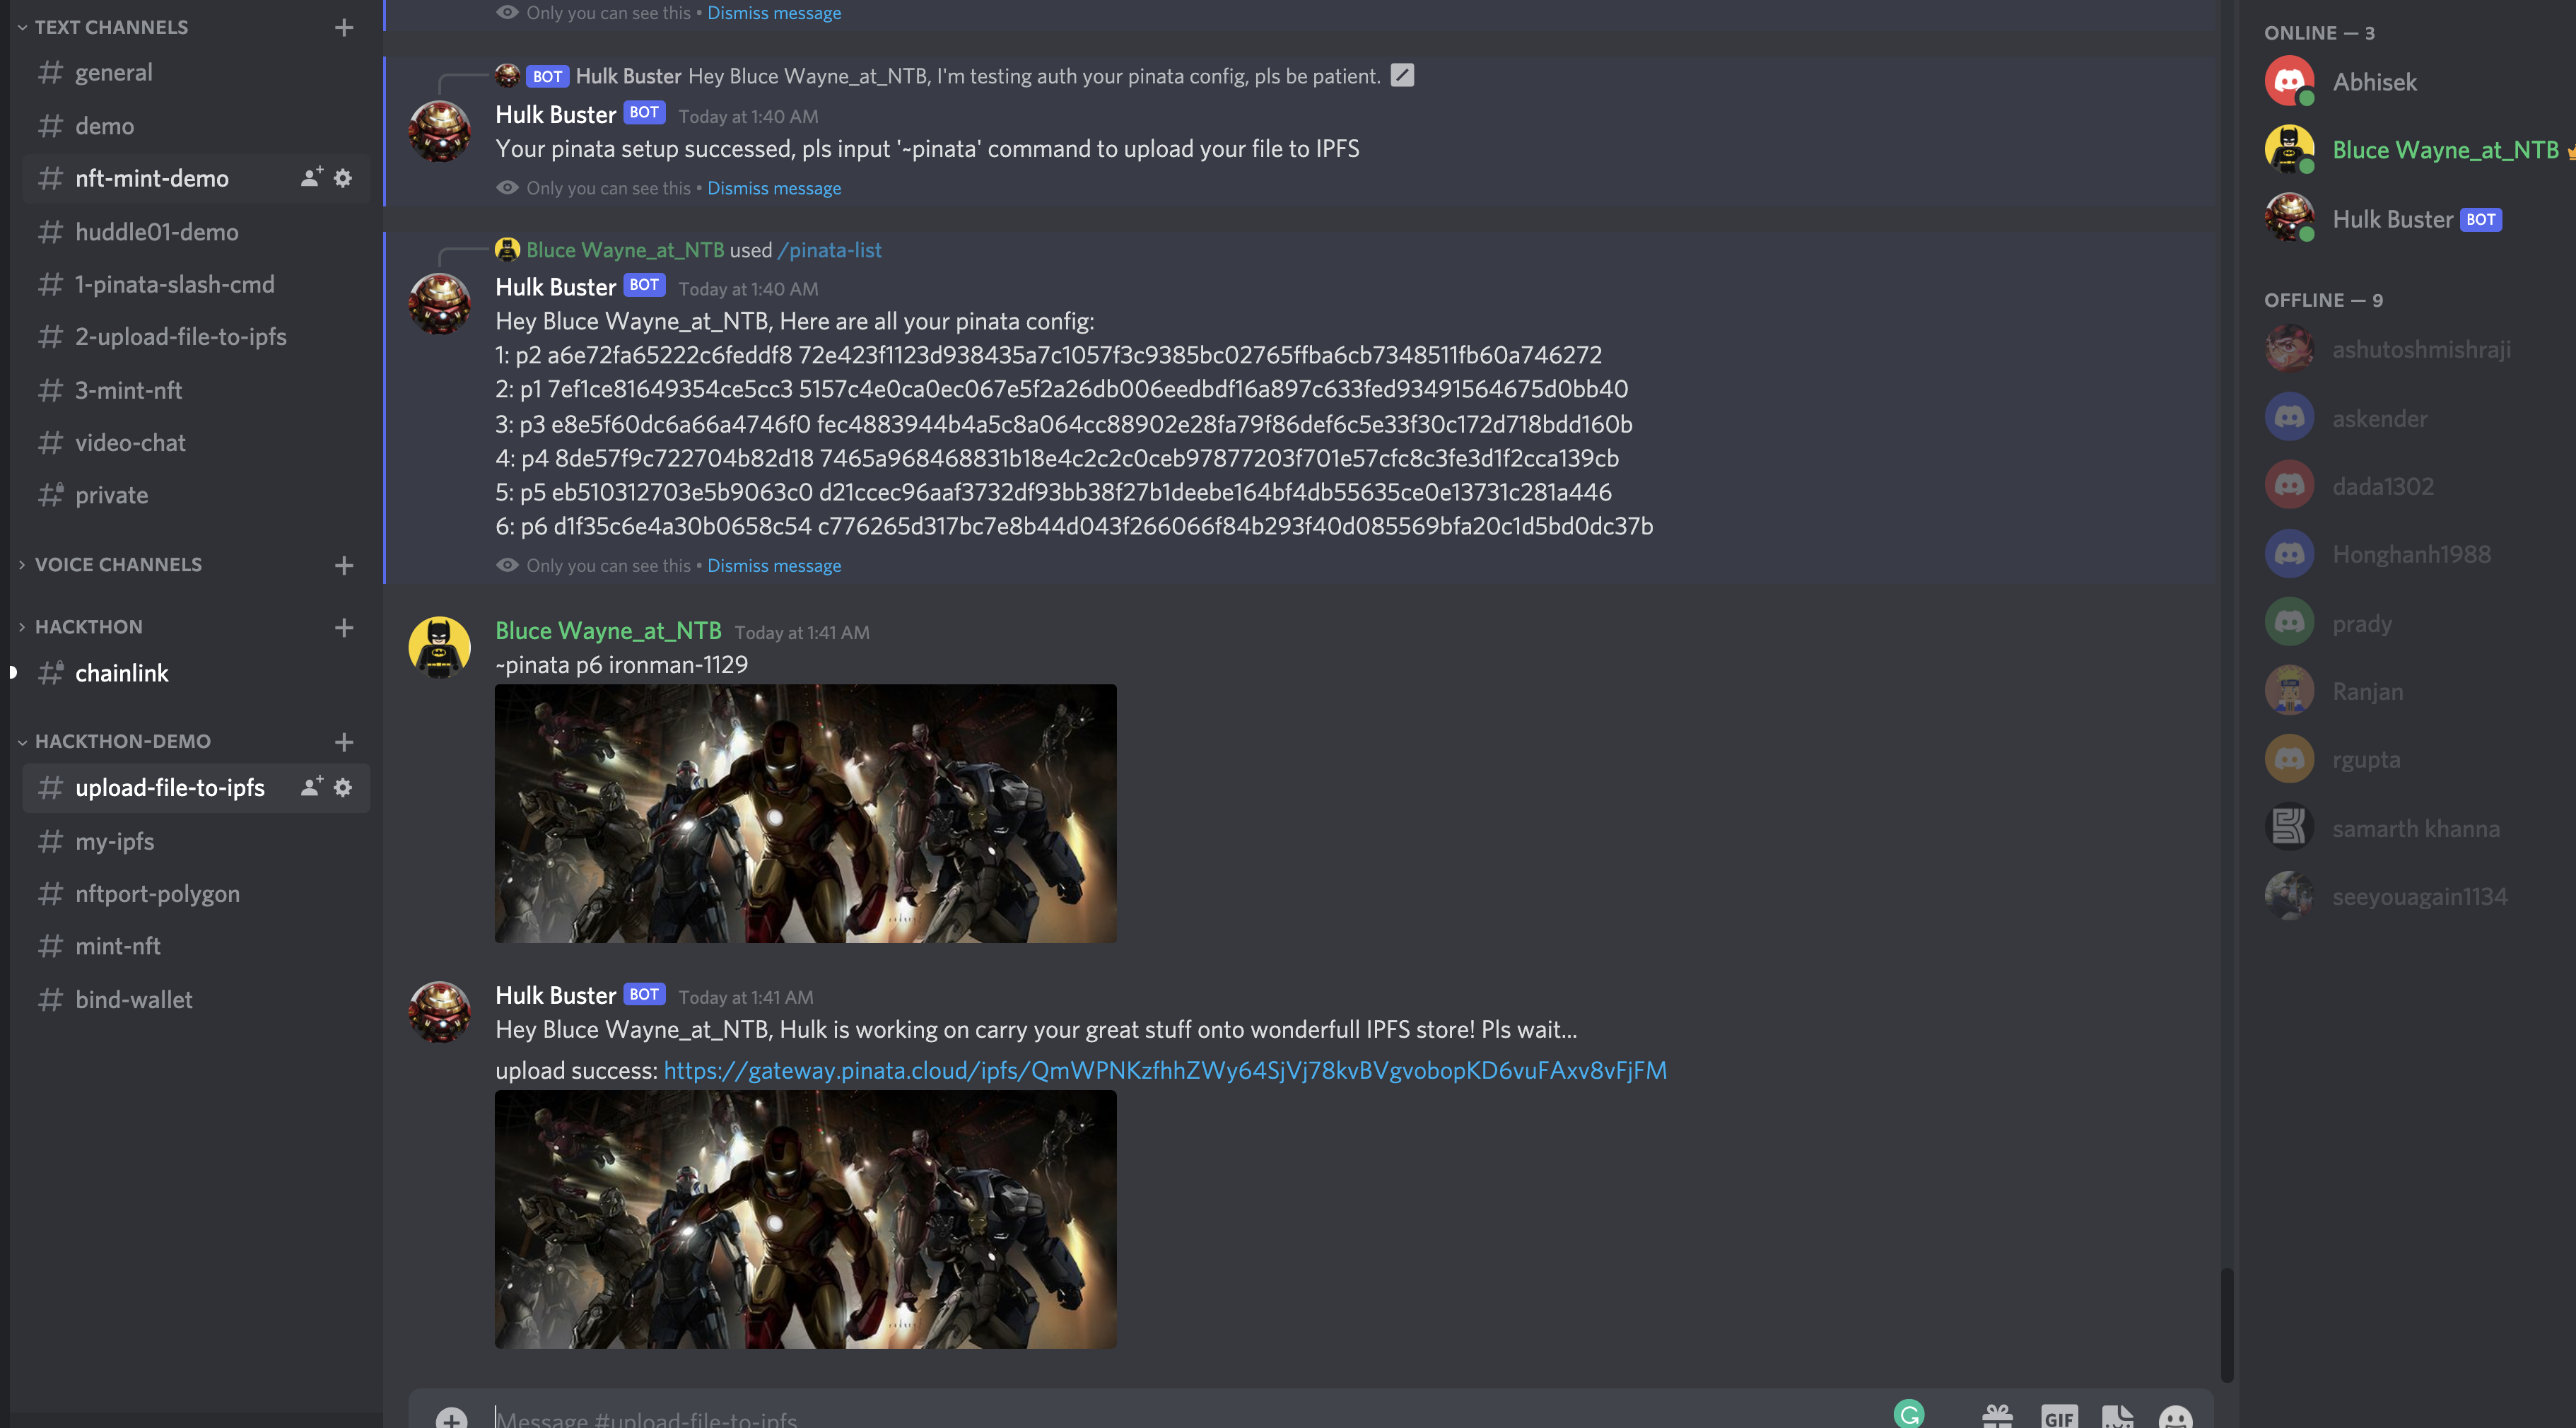 TEXT CHANNELS
general
demo
nft-mint-demo
huddle01-demo
1-pinata-slash-cmd
2-upload-file-to-ipfs
3-mint-nft
video-chat
private
VOICE CHANNELS
HACKTHON
chainlink
HACKTHON-DEMO
upload-file-to-ipfs
my-ipfs
nftport-polygon
mint-nft
bind-wallet
Only you can see this • Dismiss message
BOT Hulk Buster Hey Bluce Wayne_at_NTB, I'm testing auth your pinata config, pls be patient.
Hulk Buster BOT Today at 1:40 AM
Your pinata setup successed, pls input '~pinata' command to upload your file to IPFS
Only you can see this • Dismiss message
Bluce Wayne_at_NTB used /pinata-list
Hulk Buster BOT Today at 1:40 AM
Hey Bluce Wayne_at_NTB, Here are all your pinata config:
1: p2 a6e72fa65222c6feddf8 72e423f1123d938435a7c1057f3c9385bc02765ffba6cb7348511fb60a746272
2: p1 7ef1ce81649354ce5cc3 5157c4e0ca0ec067e5f2a26db006eedbdf16a897c633fed93491564675d0bb40
3: p3 e8e5f60dc6a66a4746f0 fec4883944b4a5c8a064cc88902e28fa79f86def6c5e33f30c172d718bdd160b
4: p4 8de57f9c722704b82d18 7465a968468831b18e4c2c2c0ceb97877203f701e57cfc8c3fe3d1f2cca139cb
5: p5 eb510312703e5b9063c0 d21ccec96aaf3732df93bb38f27b1deebe164bf4db55635ce0e13731c281a446
6: p6 d1f35c6e4a30b0658c54 c776265d317bc7e8b44d043f266066f84b293f40d085569bfa20c1d5bd0dc37b
Only you can see this • Dismiss message
Bluce Wayne_at_NTB Today at 1:41 AM
~pinata p6 ironman-1129
Hulk Buster BOT Today at 1:41 AM
Hey Bluce Wayne_at_NTB, Hulk is working on carry your great stuff onto wonderfull IPFS store! Pls wait...
upload success: https://gateway.pinata.cloud/ipfs/QmWPNKzfhhZWy64SjVj78kvBVgvobopKD6vuFAxv8vFjFM
Message #upload-file-to-ipfs
GIF
ONLINE — 3
Abhisek
Bluce Wayne_at_NTB
Hulk Buster BOT
OFFLINE — 9
ashutoshmishraji
askender
dada1302
Honghanh1988
prady
Ranjan
rgupta
samarth khanna
seeyouagain1134